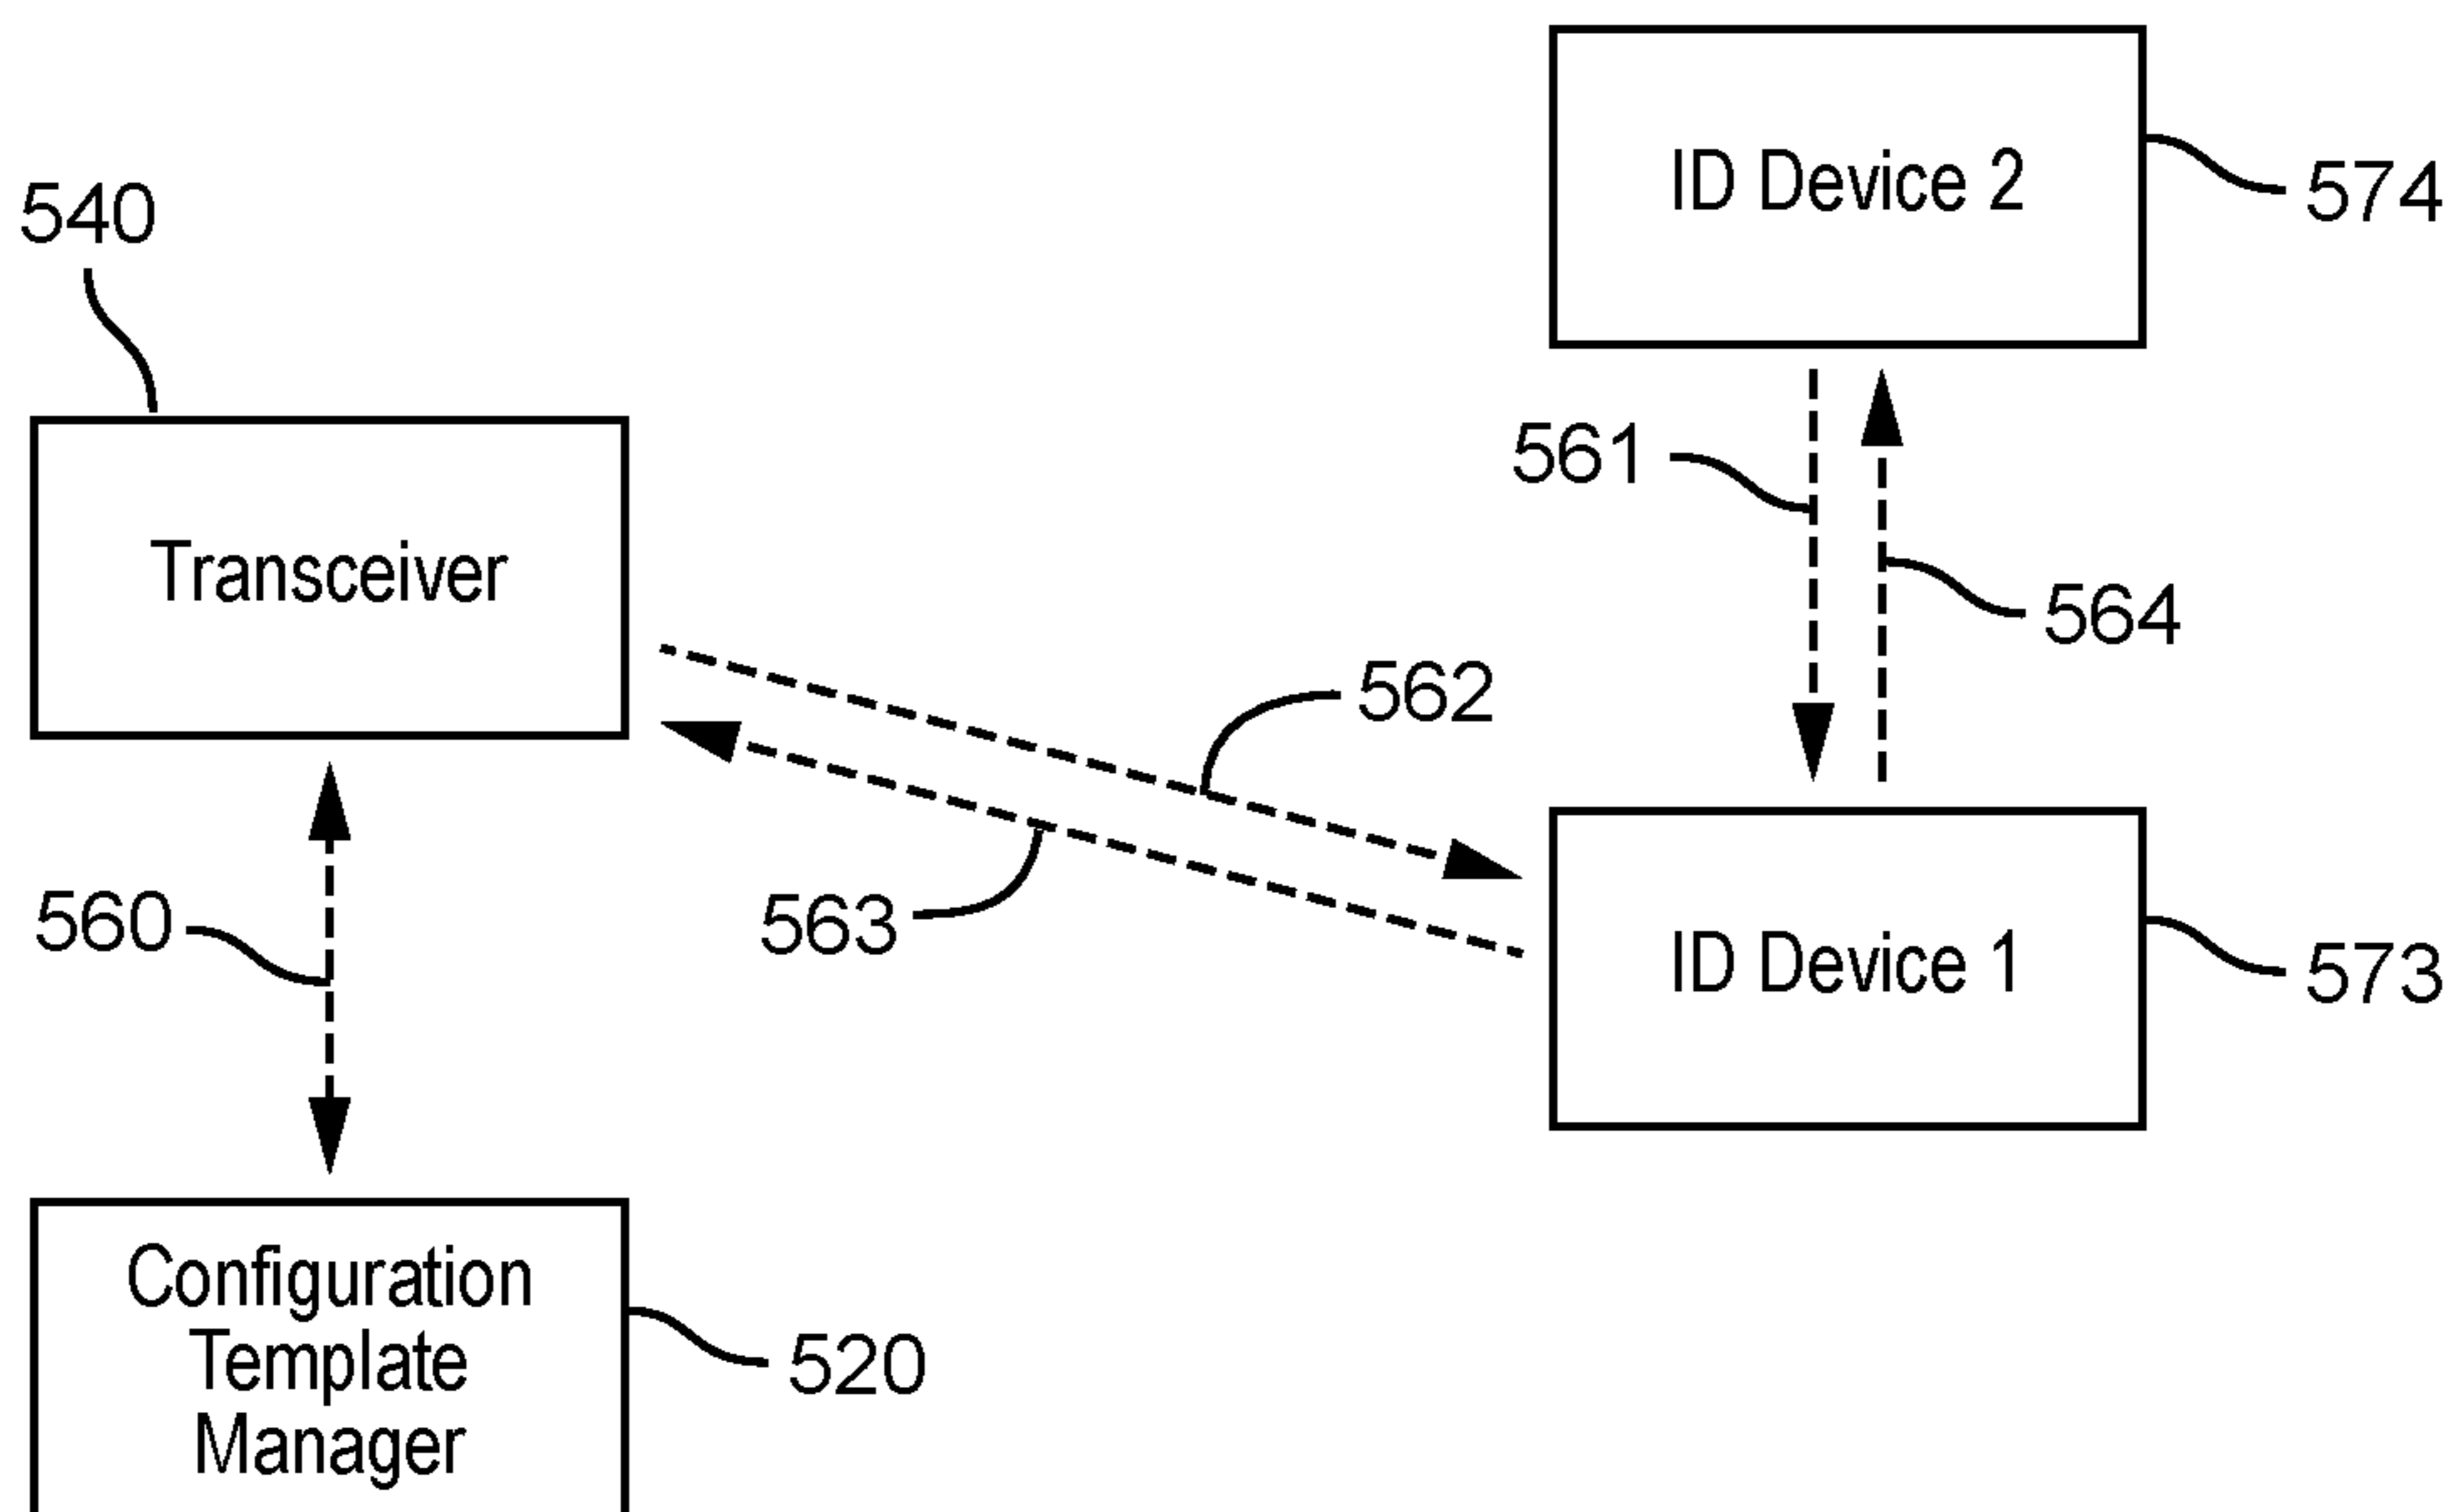 ID Device 2
574
540
561
Transceiver
564
562
560
563
ID Device 1
573
Configuration
Template
Manager
520